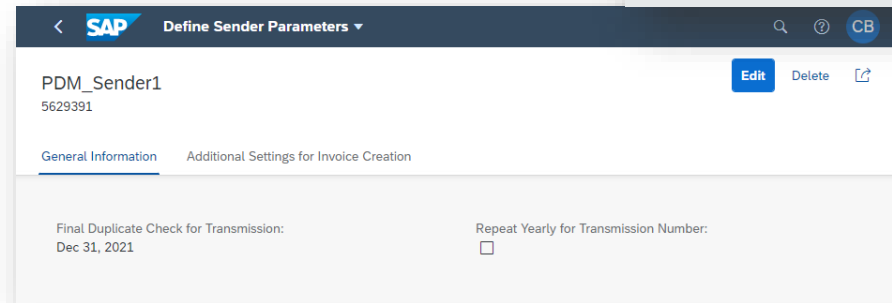 SAP Define Sender Parameters CB
PDM_Sender1 Edit Delete
5629391
General Information Additional Settings for Invoice Creation
Final Duplicate Check for Transmission: Repeat Yearly for Transmission Number:
Dec 31, 2021